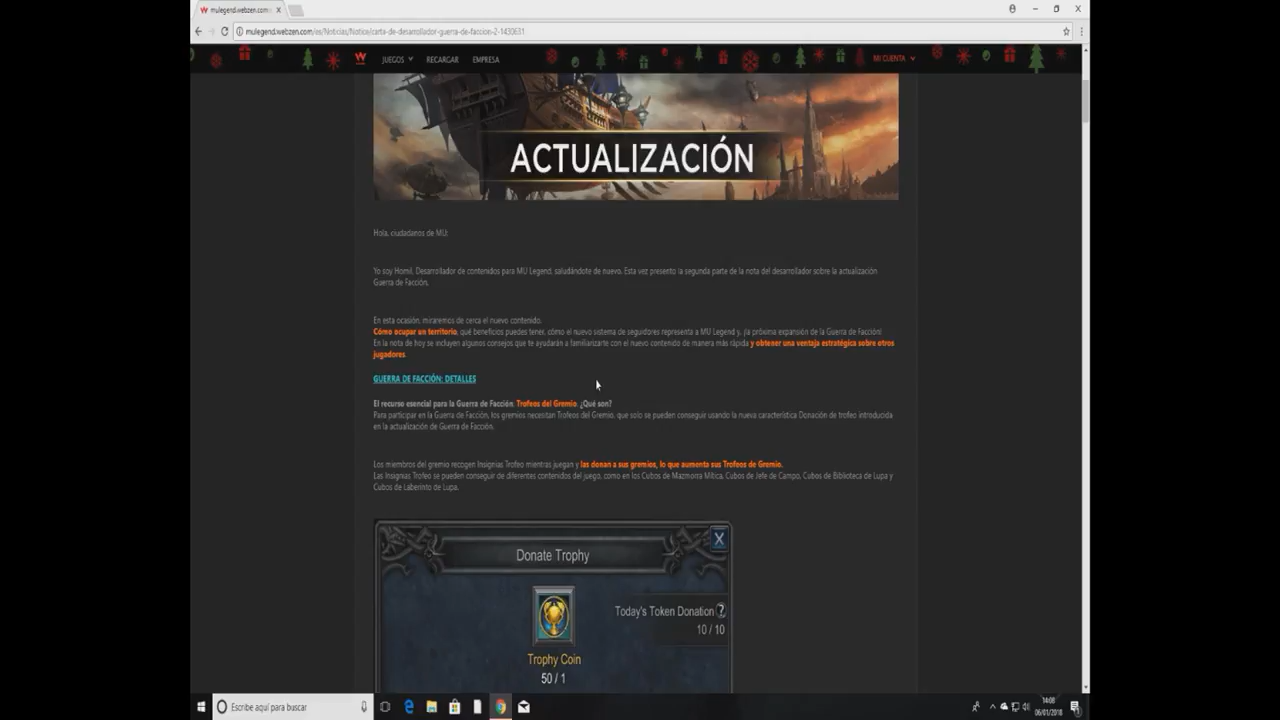 mulegend.webzen.com
mulegend.webzen.com/es/Noticias/Notice/carta-de-desarrollador-guerra-de-faccion-2-1430631
JUEGOS RECARGAR EMPRESA MI CUENTA
ACTUALIZACIÓN
Hola, ciudadanos de MU:
Yo soy Homil, Desarrollador de contenidos para MU Legend, saludándote de nuevo. Esta vez presento la segunda parte de la nota del desarrollador sobre la actualización
Guerra de Facción.
En esta ocasión, miraremos de cerca el nuevo contenido.
Cómo ocupar un territorio, qué beneficios puedes tener, cómo el nuevo sistema de seguidores representa a MU Legend y, ¡la próxima expansión de la Guerra de Facción!
En la nota de hoy se incluyen algunos consejos que te ayudarán a familiarizarte con el nuevo contenido de manera más rápida y obtener una ventaja estratégica sobre otros
jugadores.
GUERRA DE FACCIÓN: DETALLES
El recurso esencial para la Guerra de Facción: Trofeos del Gremio. ¿Qué son?
Para participar en la Guerra de Facción, los gremios necesitan Trofeos del Gremio, que solo se pueden conseguir usando la nueva característica Donación de trofeo introducida
en la actualización de Guerra de Facción.
Los miembros del gremio recogen Insignias Trofeo mientras juegan y las donan a sus gremios, lo que aumenta sus Trofeos de Gremio.
Las Insignias Trofeo se pueden conseguir de diferentes contenidos del juego, como en los Cubos de Mazmorra Mítica, Cubos de Jefe de Campo, Cubos de Biblioteca de Lupa y
Cubos de Laberinto de Lupa.
Donate Trophy
Today's Token Donation ?
10 / 10
Trophy Coin
50 / 1
Escribe aquí para buscar
14:08
06/01/2018